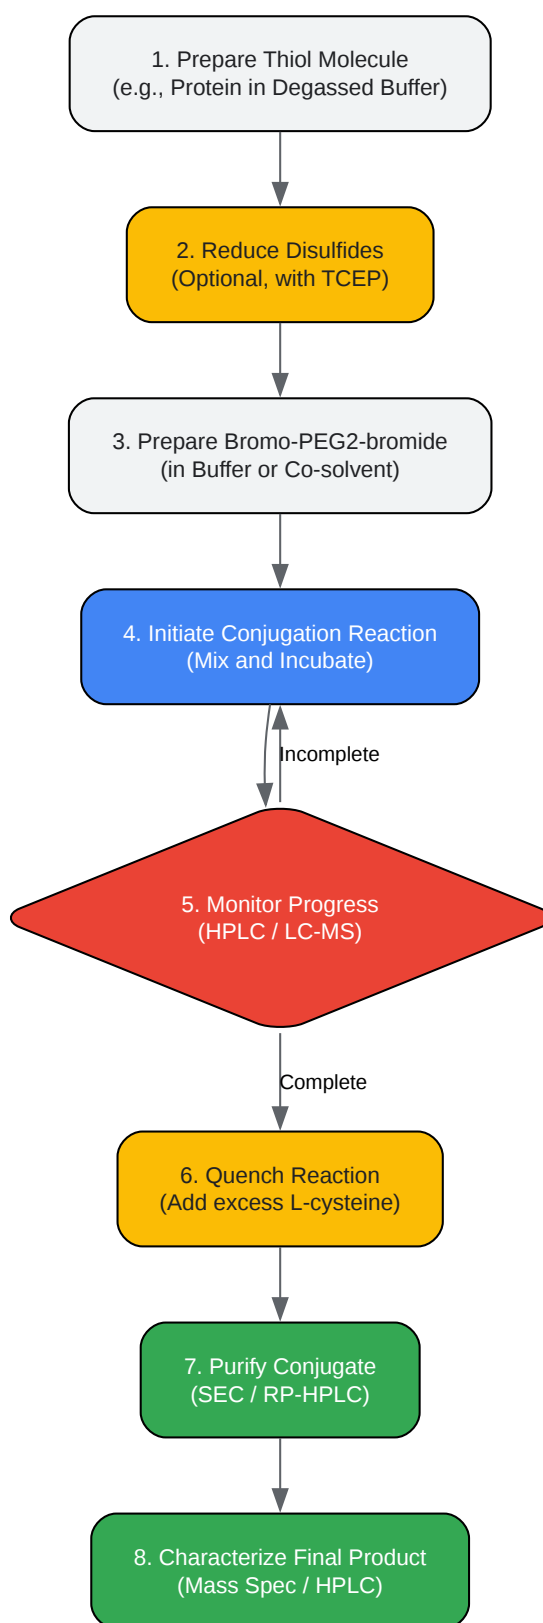 1. Prepare Thiol Molecule
(e.g., Protein in Degassed Buffer)
2. Reduce Disulfides
(Optional, with TCEP)
3. Prepare Bromo-PEG2-bromide
(in Buffer or Co-solvent)
4. Initiate Conjugation Reaction
(Mix and Incubate)
Incomplete
5. Monitor Progress
(HPLC / LC-MS)
Complete
6. Quench Reaction
(Add excess L-cysteine)
7. Purify Conjugate
(SEC / RP-HPLC)
8. Characterize Final Product
(Mass Spec / HPLC)